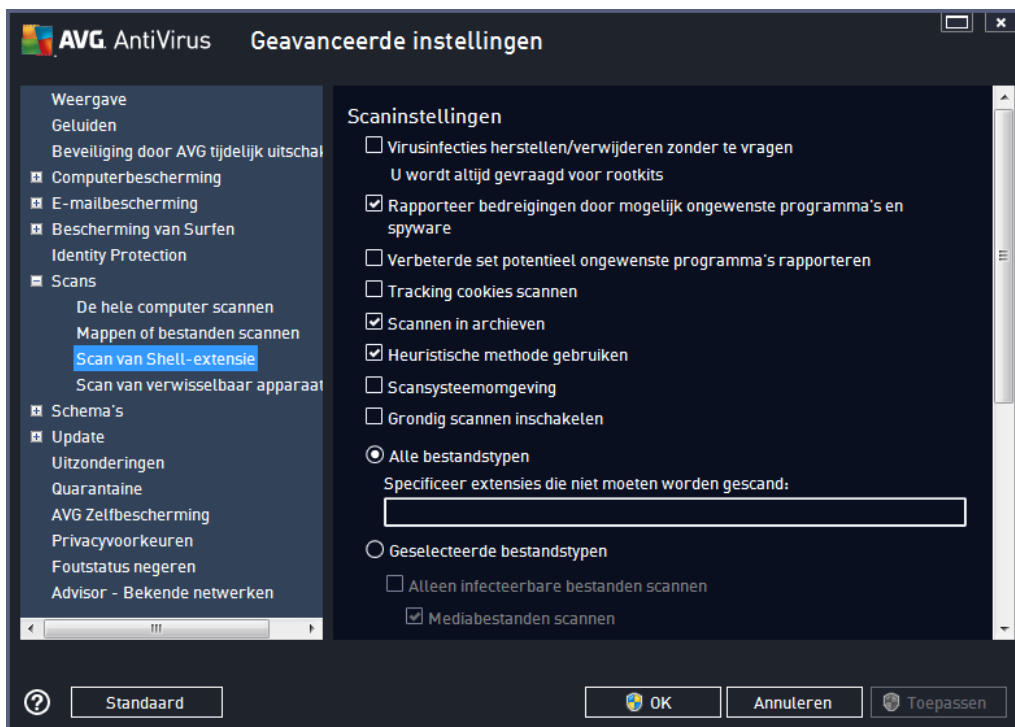 AVG. AntiVirus
Geavanceerde instellingen
Weergave
Geluiden
Beveiliging door AVG tijdelijk uitschak
Computerbescherming
E-mailbescherming
Bescherming van Surfen
Identity Protection
Scans
De hele computer scannen
Mappen of bestanden scannen
Scan van Shell-extensie
Scan van verwisselbaar apparaat
Schema's
Update
Uitzonderingen
Quarantaine
AVG Zelfbescherming
Privacyvoorkeuren
Foutstatus negeren
Advisor - Bekende netwerken
Scaninstellingen
Virusinfecties herstellen/verwijderen zonder te vragen
U wordt altijd gevraagd voor rootkits
Rapporteer bedreigingen door mogelijk ongewenste programma's en
spyware
Verbeterde set potentieel ongewenste programma's rapporteren
Tracking cookies scannen
Scannen in archieven
Heuristische methode gebruiken
Scansysteemomgeving
Grondig scannen inschakelen
Alle bestandstypen
Specificeer extensies die niet moeten worden gescand:
Geselecteerde bestandstypen
Alleen infecteerbare bestanden scannen
Mediabestanden scannen
Standaard
OK
Annuleren
Toepassen